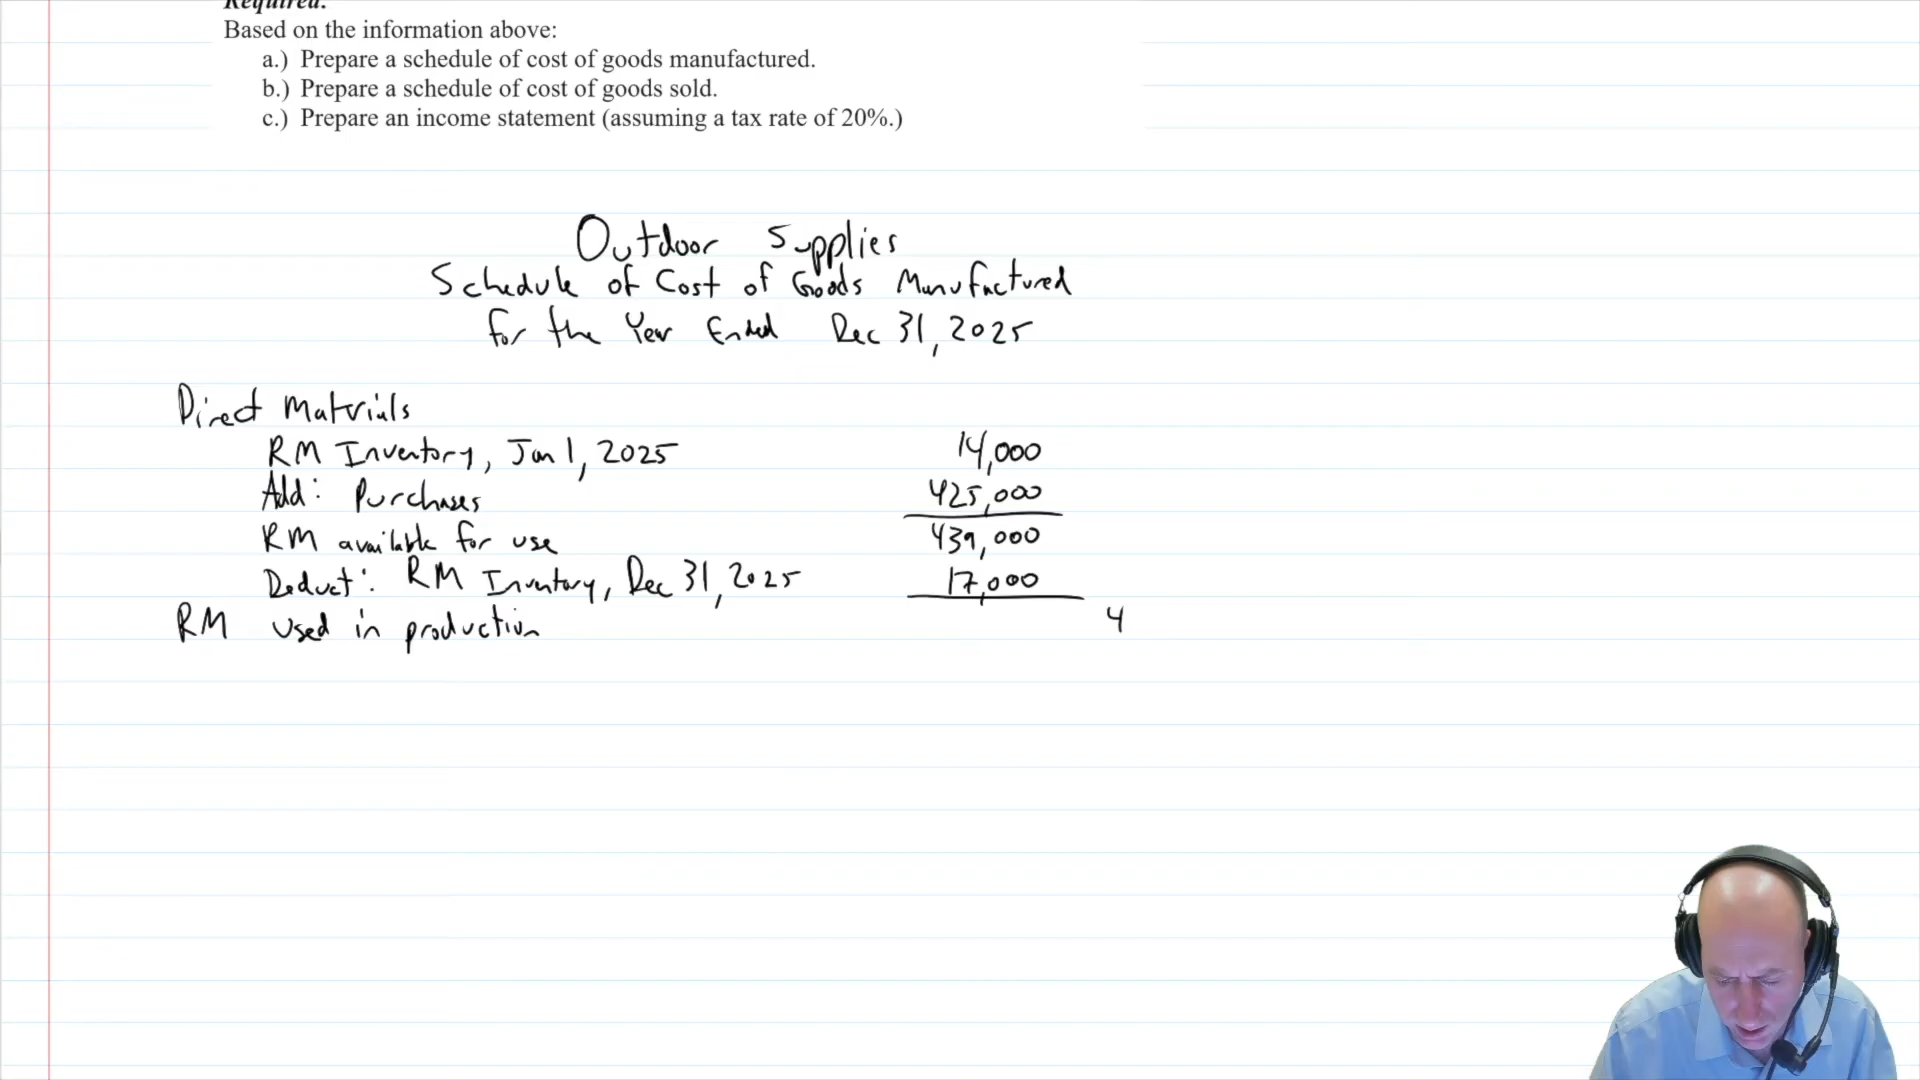 Required:
Based on the information above:
a.) Prepare a schedule of cost of goods manufactured.
b.) Prepare a schedule of cost of goods sold.
c.) Prepare an income statement (assuming a tax rate of 20%.)
Outdoor Supplies
Schedule of Cost of Goods Manufactured
for the Year Ended Dec 31, 2025
Direct Materials
RM Inventory, Jan 1, 2025 14,000
Add: Purchases 425,000
RM available for use 439,000
Deduct: RM Inventory, Dec 31, 2025 17,000
RM used in production 4